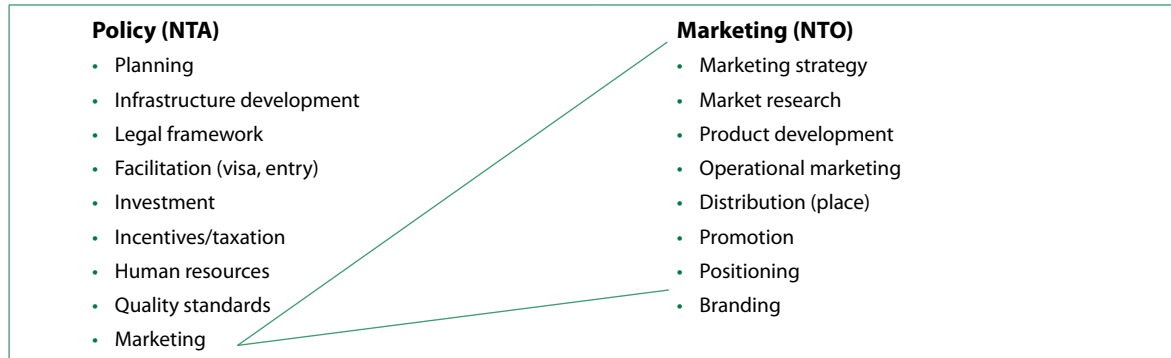 Policy (NTA)
• Planning
• Infrastructure development
• Legal framework
• Facilitation (visa, entry)
• Investment
• Incentives/taxation
• Human resources
• Quality standards
• Marketing
Marketing (NTO)
• Marketing strategy
• Market research
• Product development
• Operational marketing
• Distribution (place)
• Promotion
• Positioning
• Branding